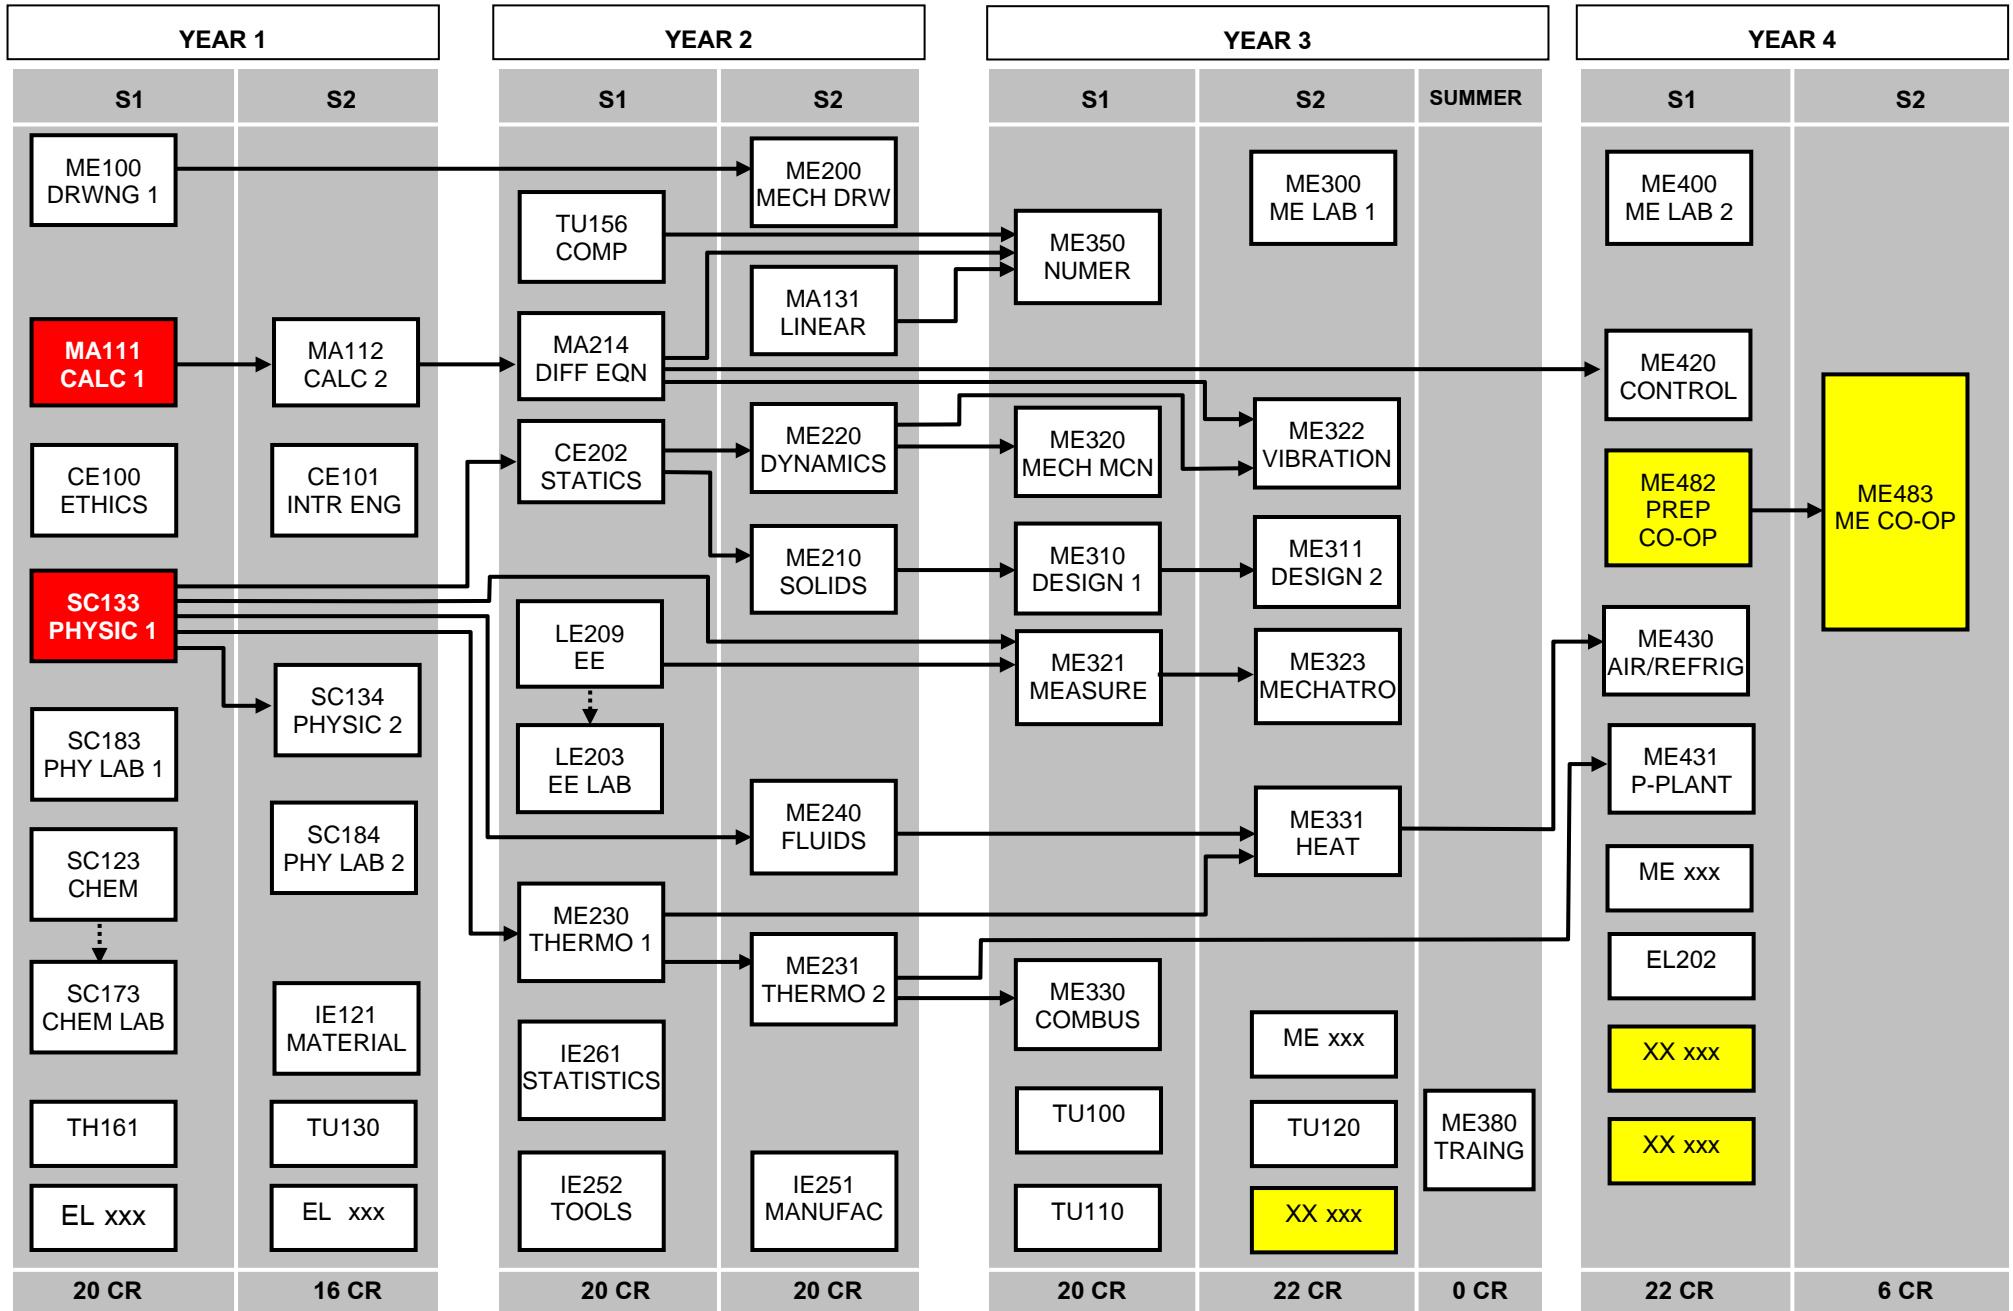 YEAR 1
YEAR 2
YEAR 3
YEAR 4
S1
S2
S1
S2
S1
S2
SUMMER
S1
S2
ME100
DRWNG 1
MA111
CALC 1
CE100
ETHICS
SC133
PHYSIC 1
SC183
PHY LAB 1
SC123
CHEM
SC173
CHEM LAB
TH161
EL xxx
20 CR
MA112
CALC 2
CE101
INTR ENG
SC134
PHYSIC 2
SC184
PHY LAB 2
IE121
MATERIAL
TU130
EL xxx
16 CR
TU156
COMP
MA214
DIFF EQN
CE202
STATICS
LE209
EE
LE203
EE LAB
ME230
THERMO 1
IE261
STATISTICS
IE252
TOOLS
20 CR
ME200
MECH DRW
MA131
LINEAR
ME220
DYNAMICS
ME210
SOLIDS
ME240
FLUIDS
ME231
THERMO 2
IE251
MANUFAC
20 CR
ME350
NUMER
ME320
MECH MCN
ME310
DESIGN 1
ME321
MEASURE
ME330
COMBUS
TU100
TU110
20 CR
ME300
ME LAB 1
ME322
VIBRATION
ME311
DESIGN 2
ME323
MECHATRO
ME331
HEAT
ME xxx
TU120
XX xxx
22 CR
ME380
TRAING
0 CR
ME400
ME LAB 2
ME420
CONTROL
ME482
PREP
CO-OP
ME430
AIR/REFRIG
ME431
P-PLANT
ME xxx
EL202
XX xxx
XX xxx
22 CR
ME483
ME CO-OP
6 CR